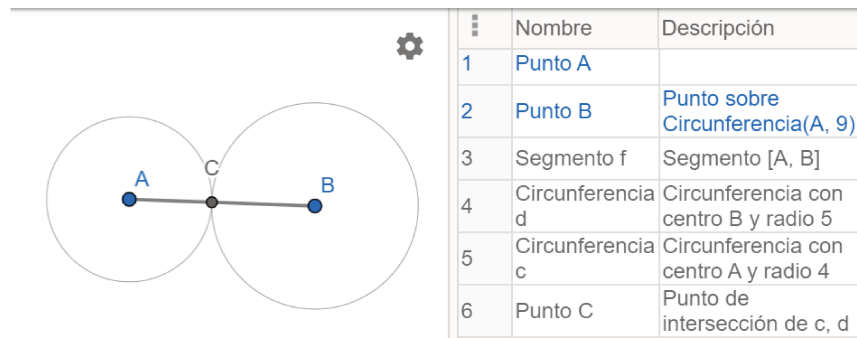 Nombre Descripción
1 Punto A
2 Punto B Punto sobre
Circunferencia(A, 9)
3 Segmento f Segmento [A, B]
4 Circunferencia d Circunferencia con
centro B y radio 5
5 Circunferencia c Circunferencia con
centro A y radio 4
6 Punto C Punto de
intersección de c, d
A
C
B